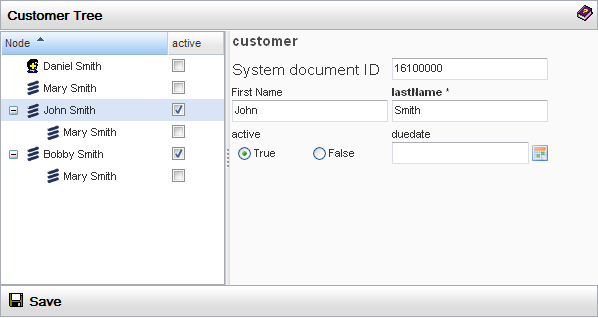 Customer Tree
Node active
Daniel Smith
Mary Smith
John Smith
Mary Smith
Bobby Smith
Mary Smith
customer
System document ID 16100000
First Name lastName *
John Smith
active duedate
True False
Save